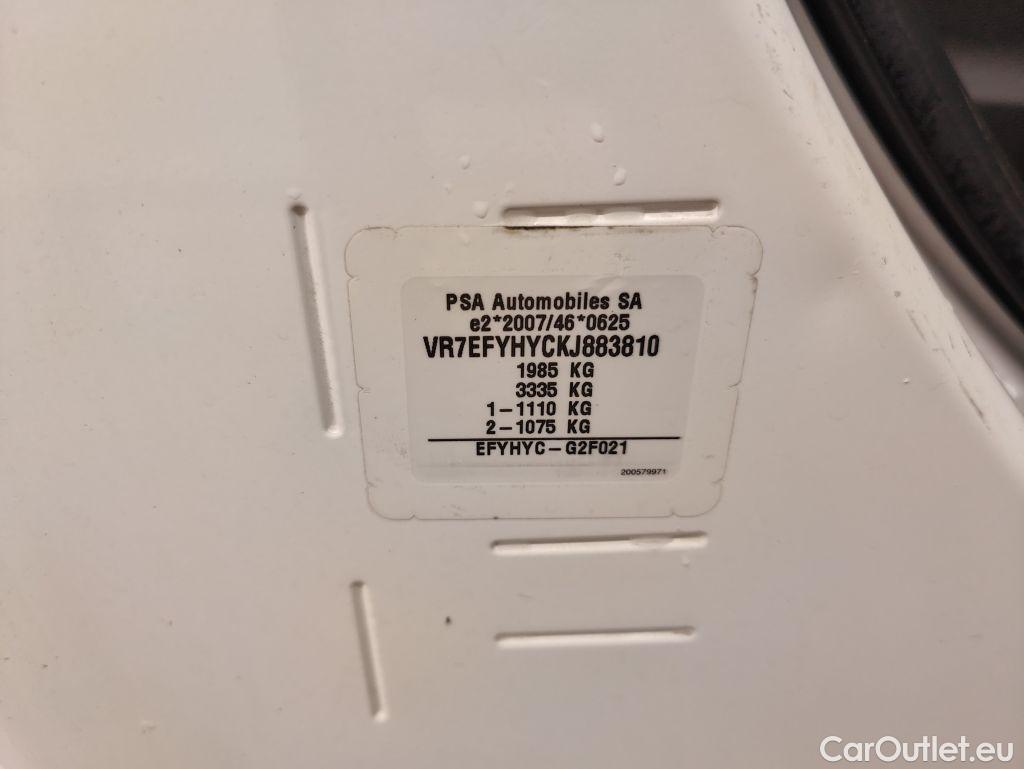 PSA Automobiles SA
e2*2007/46*0625
VR7EFYHYCKJ883810
1985 KG
3335 KG
1-1110 KG
2-1075 KG
EFYHYC-G2F021
200579971
CarOutlet.eu